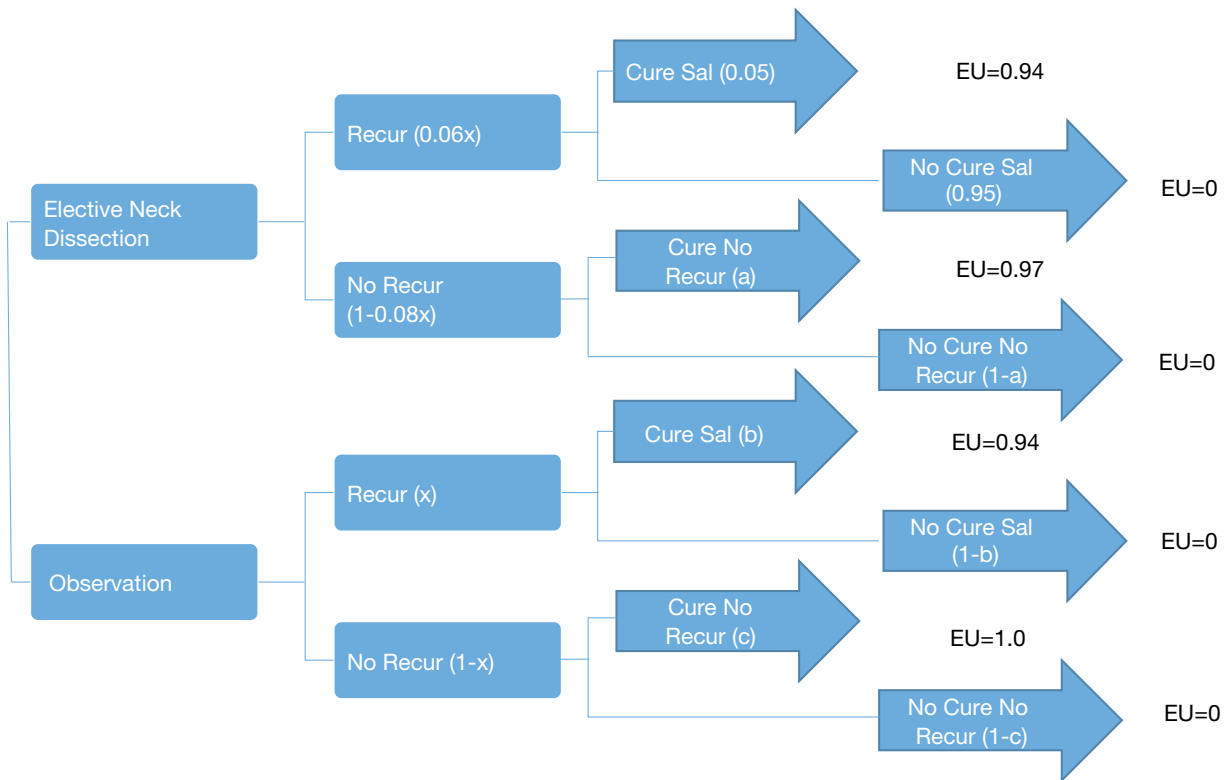 Cure Sal (0.05)
EU=0.94
Recur (0.06x)
No Cure Sal
(0.95)
EU=0
Elective Neck
Dissection
Cure No
Recur (a)
EU=0.97
No Recur
(1-0.08x)
No Cure No
Recur (1-a)
EU=0
Cure Sal (b)
EU=0.94
Recur (x)
No Cure Sal
(1-b)
EU=0
Observation
Cure No
Recur (c)
EU=1.0
No Recur (1-x)
No Cure No
Recur (1-c)
EU=0